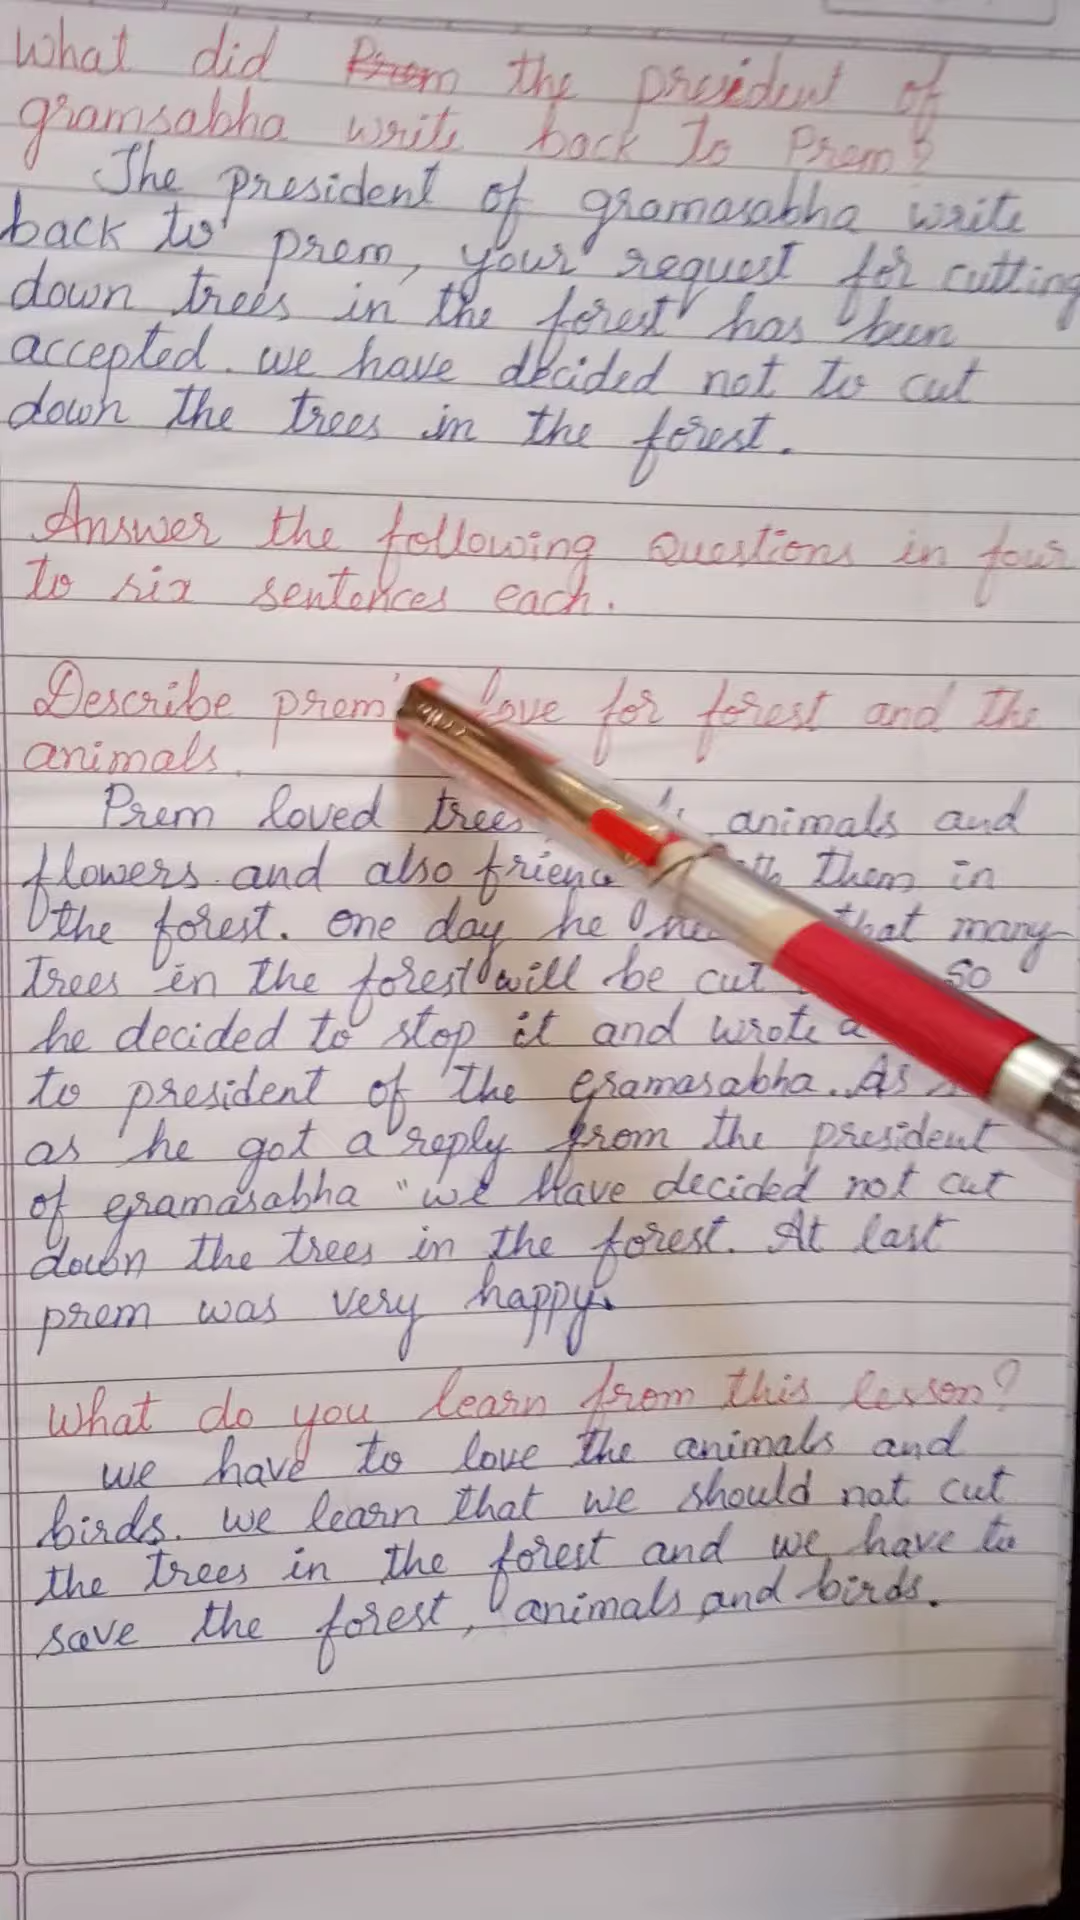 What did Prem the president of
gramsabha write back to Prem?
The president of gramasabha write
back to prem, your request for cutting
down trees in the forest has been
accepted. we have decided not to cut
down the trees in the forest.
Answer the following Questions in four
to six sentences each.
Describe prem' love for forest and the
animals.
Prem loved trees animals and
flowers and also them in
the forest. one day he that many
trees in the forest will be cut So
he decided to stop it and wrote a
to president of the gramasabha. As
as he got a reply from the president
of gramasabha "we have decided not cut
down the trees in the forest. At last
prem was very happy.
What do you learn from this lesson?
we have to love the animals and
birds. we learn that we should not cut
the trees in the forest and we have to
save the forest, animals and birds.